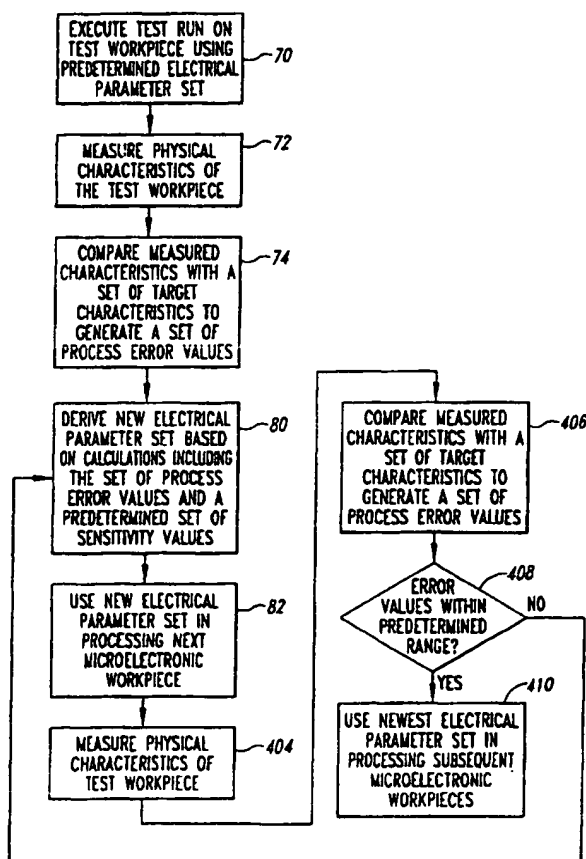 EXECUTE TEST RUN ON
TEST WORKPIECE USING
PREDETERMINED ELECTRICAL
PARAMETER SET
70
MEASURE PHYSICAL
CHARACTERISTICS OF
THE TEST WORKPIECE
72
COMPARE MEASURED
CHARACTERISTICS WITH A
SET OF TARGET
CHARACTERISTICS TO
GENERATE A SET OF
PROCESS ERROR VALUES
74
DERIVE NEW ELECTRICAL
PARAMETER SET BASED
ON CALCULATIONS INCLUDING
THE SET OF PROCESS
ERROR VALUES AND A
PREDETERMINED SET OF
SENSITIVITY VALUES
80
USE NEW ELECTRICAL
PARAMETER SET IN
PROCESSING NEXT
MICROELECTRONIC
WORKPIECE
82
MEASURE PHYSICAL
CHARACTERISTICS OF
TEST WORKPIECE
404
COMPARE MEASURED
CHARACTERISTICS WITH A
SET OF TARGET
CHARACTERISTICS TO
GENERATE A SET OF
PROCESS ERROR VALUES
406
ERROR
VALUES WITHIN
PREDETERMINED
RANGE?
408
NO
YES
USE NEWEST ELECTRICAL
PARAMETER SET IN
PROCESSING SUBSEQUENT
MICROELECTRONIC
WORKPIECES
410